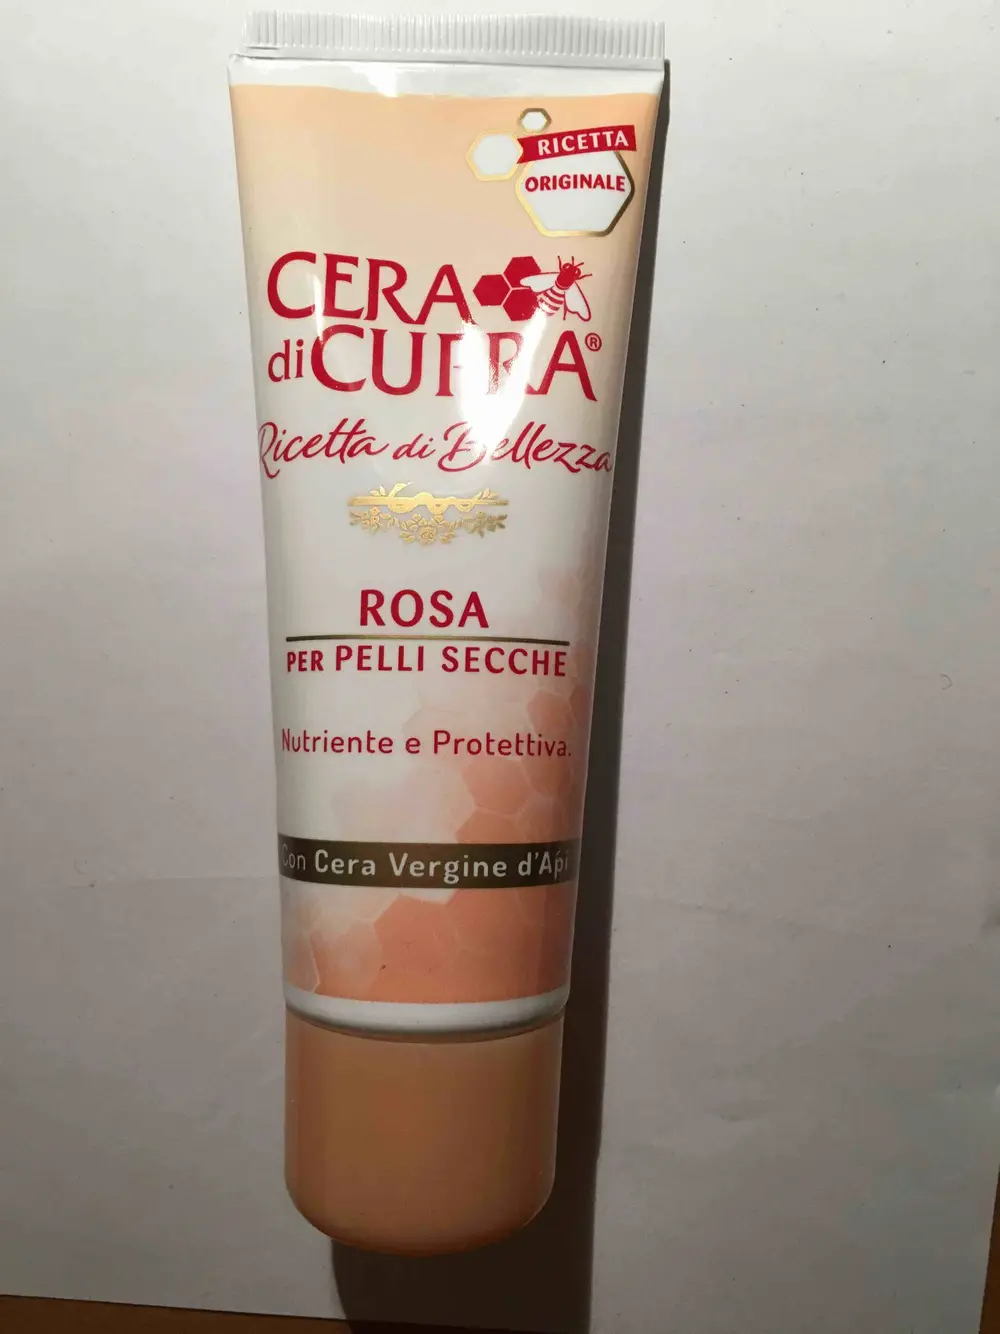 RICETTA
ORIGINALE
CERA
di CUPRA®
Ricetta di Bellezza
ROSA
PER PELLI SECCHE
Nutriente e Protettiva.
Con Cera Vergine d'Api